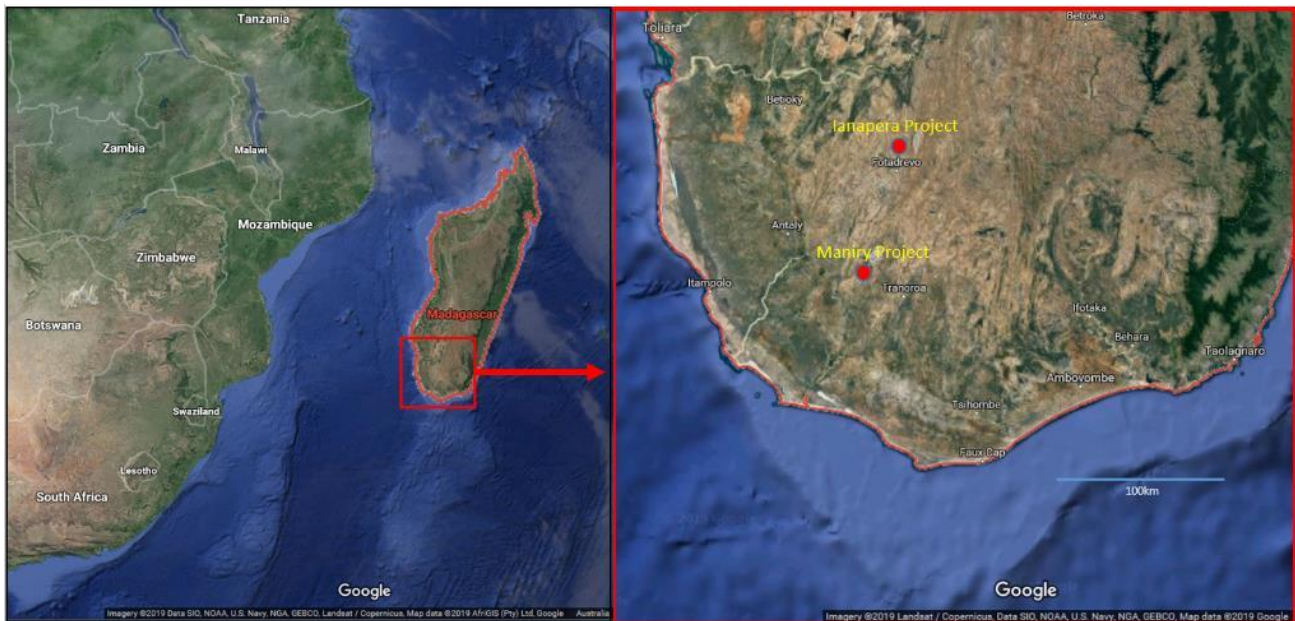 Tanzania
Zambia
Malawi
Mozambique
Zimbabwe
Madagascar
Botswana
Swaziland
Lesotho
South Africa
Google
Imagery ©2019 Data SIO, NOAA, U.S. Navy, NGA, GEBCO, Landsat / Copernicus, Map data ©2019 AfriGIS (Pty) Ltd, Google Australia
Toliara
Betroka
Betioky
Ianapera Project
Fotadrevo
Antaly
Maniry Project
Itampolo
Tranoroa
Ifotaka
Behara
Taolagnaro
Ambovombe
Tsihombe
Faux Cap
100km
Google
Imagery ©2019 Landsat / Copernicus, Data SIO, NOAA, U.S. Navy, NGA, GEBCO, Map data ©2019 Google